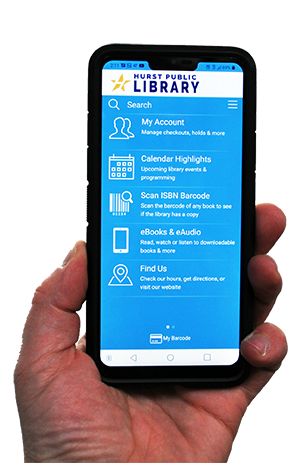 2:33
HURST PUBLIC
LIBRARY
Search
My Account
Manage checkouts, holds & more
Calendar Highlights
Upcoming library events &
programming
Scan ISBN Barcode
Scan the barcode of any book to see
if the library has a copy
eBooks & eAudio
Read, watch or listen to downloadable
books & more
Find Us
Check our hours, get directions, or
visit our website
My Barcode